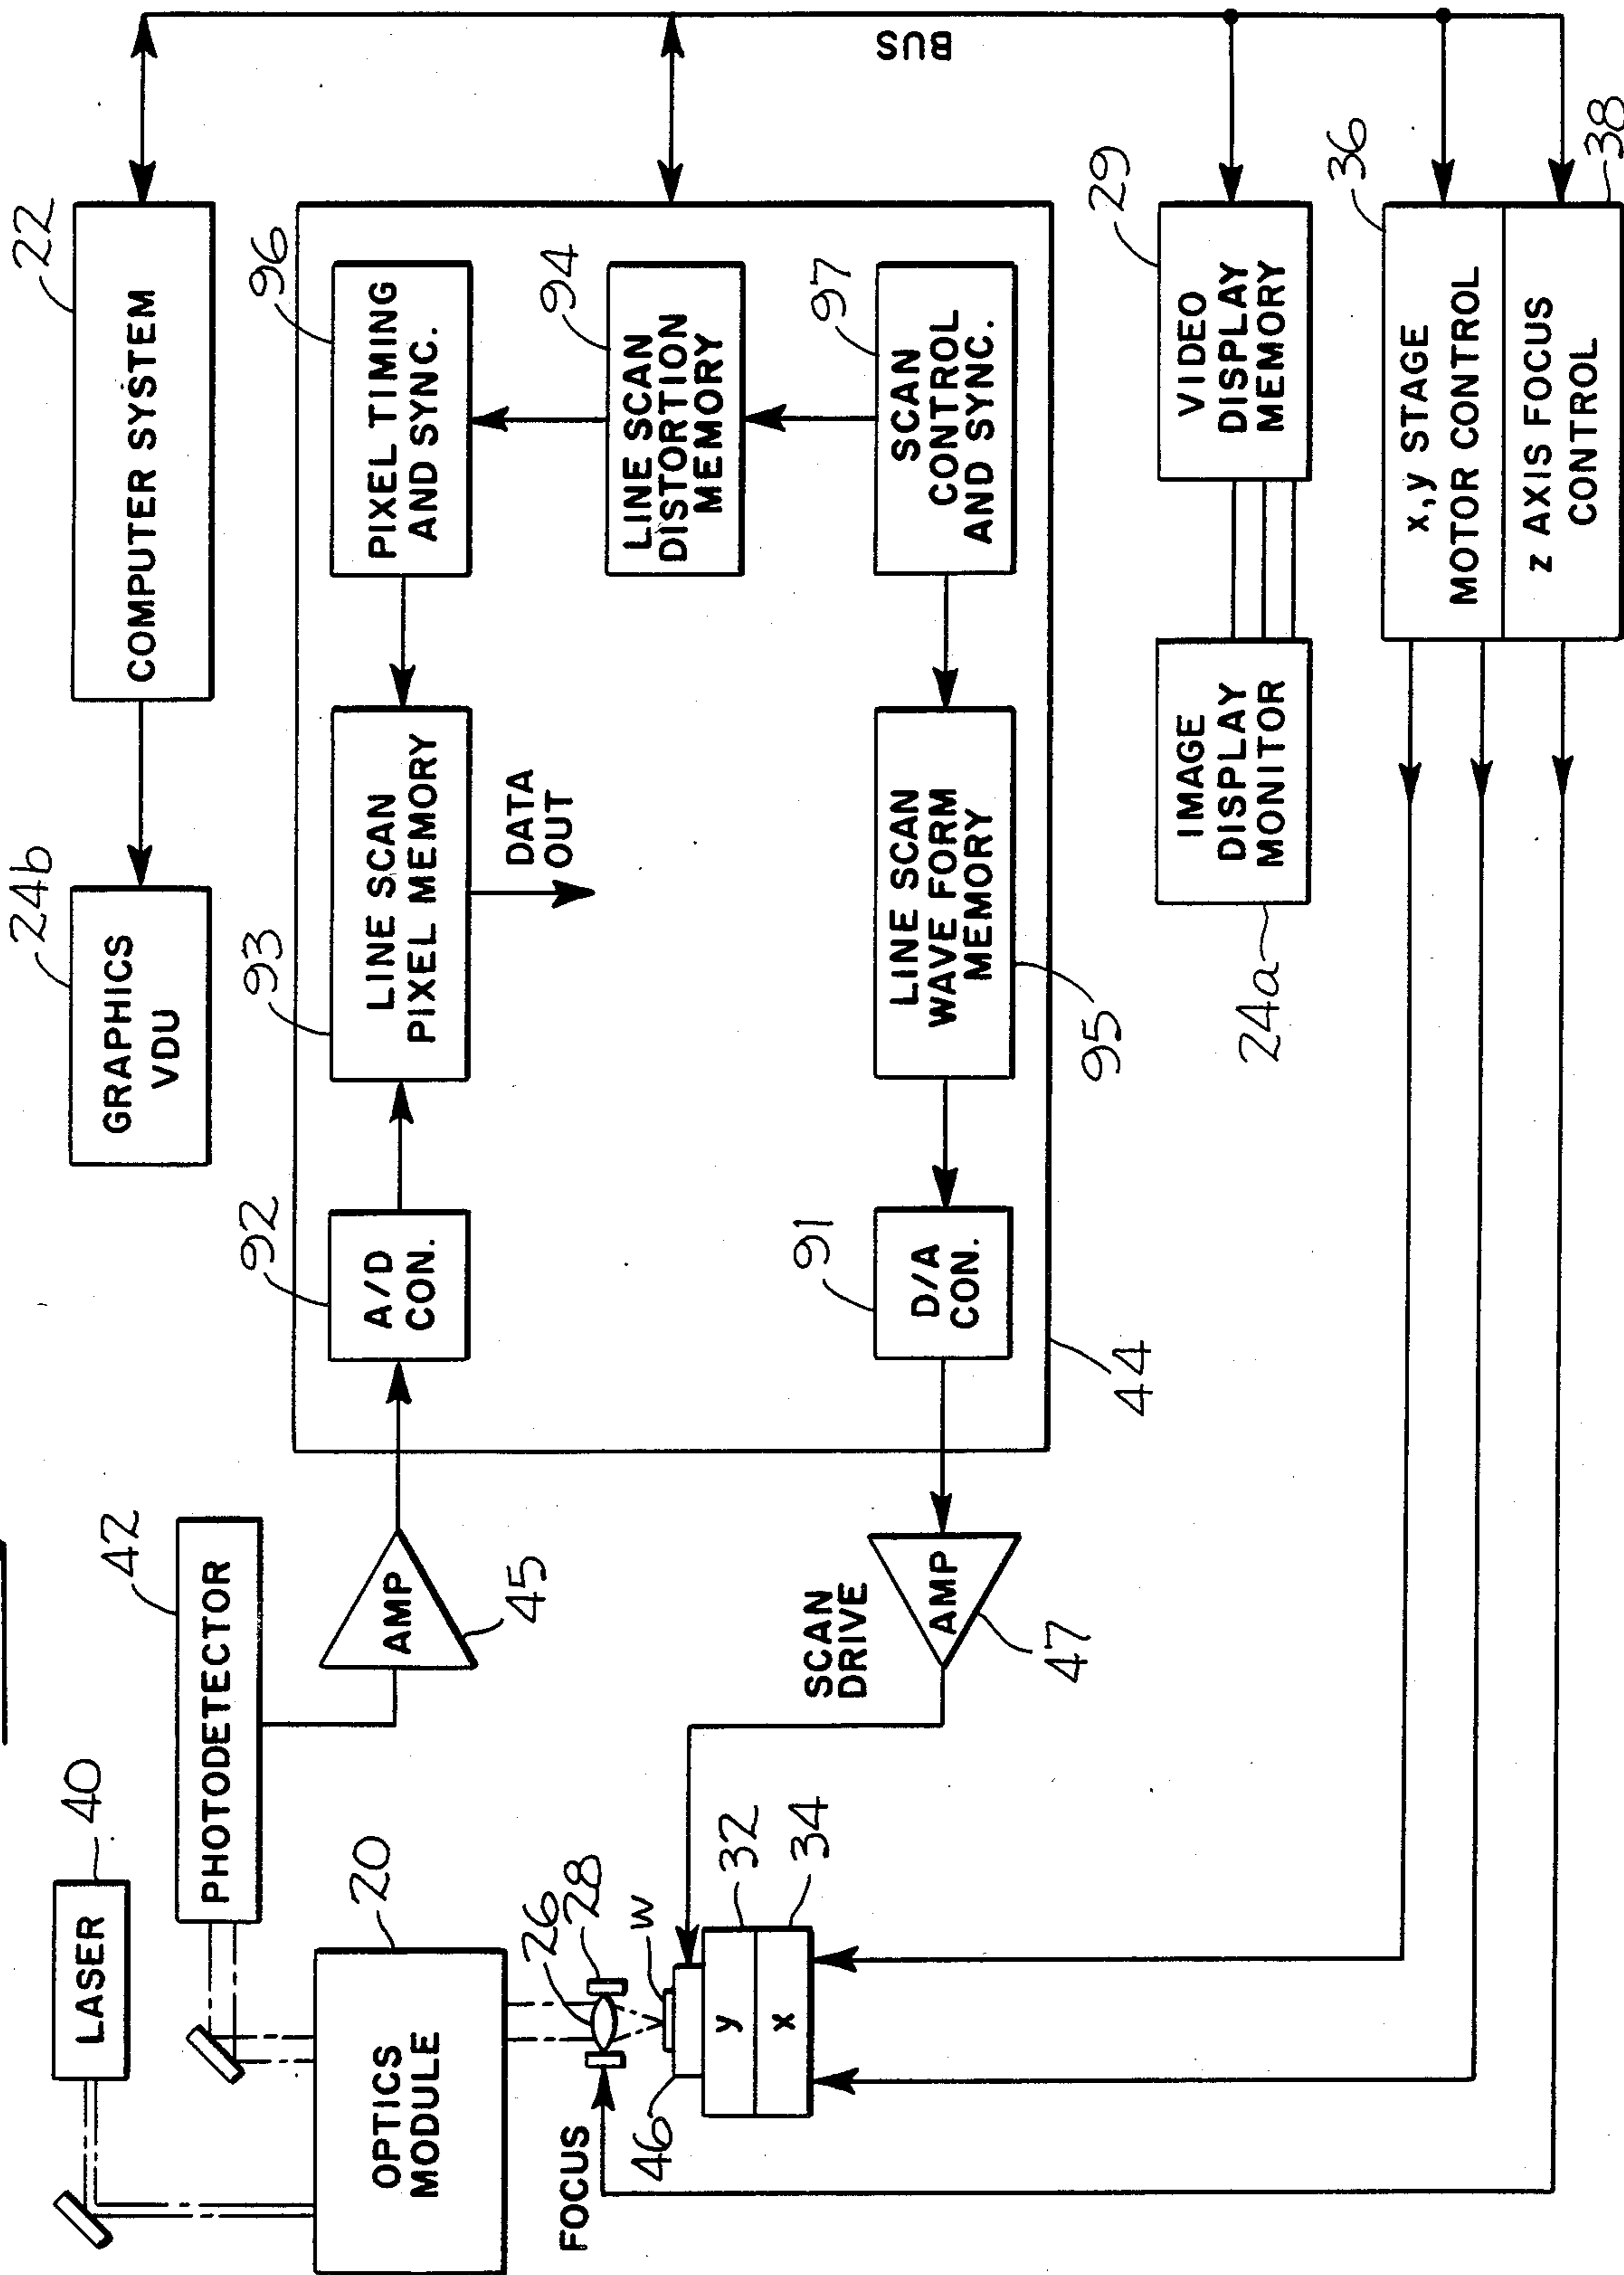 LASER
40
PHOTODETECTOR
42
GRAPHICS
VDU
24b
COMPUTER SYSTEM
22
OPTICS
MODULE
20
AMP
45
A/D
CON.
92
LINE SCAN
PIXEL MEMORY
93
PIXEL TIMING
AND SYNC.
96
DATA
OUT
LINE SCAN
DISTORTION
MEMORY
94
FOCUS
26
28
W
46
y
32
x
34
SCAN
DRIVE
AMP
47
D/A
CON.
91
LINE SCAN
WAVE FORM
MEMORY
95
SCAN
CONTROL
AND SYNC.
97
44
BUS
IMAGE
DISPLAY
MONITOR
24a
VIDEO
DISPLAY
MEMORY
29
x,y STAGE
MOTOR CONTROL
36
z AXIS FOCUS
CONTROL
38